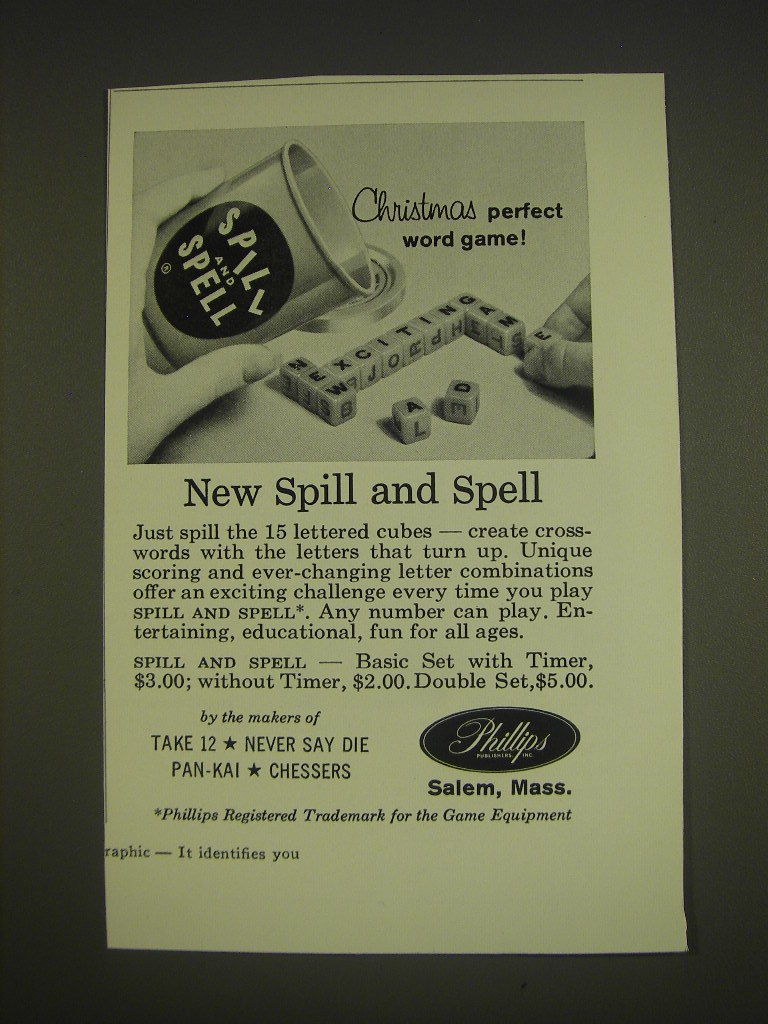 Christmas perfect
word game!
SPILL
AND
SPELL
®
NEW
EXCITING
GAME
A
D
New Spill and Spell
Just spill the 15 lettered cubes — create cross-
words with the letters that turn up. Unique
scoring and ever-changing letter combinations
offer an exciting challenge every time you play
SPILL AND SPELL*. Any number can play. En-
tertaining, educational, fun for all ages.
SPILL AND SPELL — Basic Set with Timer,
$3.00; without Timer, $2.00. Double Set, $5.00.
by the makers of
TAKE 12 ★ NEVER SAY DIE
PAN-KAI ★ CHESSERS
Phillips
PUBLISHERS, INC.
Salem, Mass.
*Phillips Registered Trademark for the Game Equipment
raphic — It identifies you